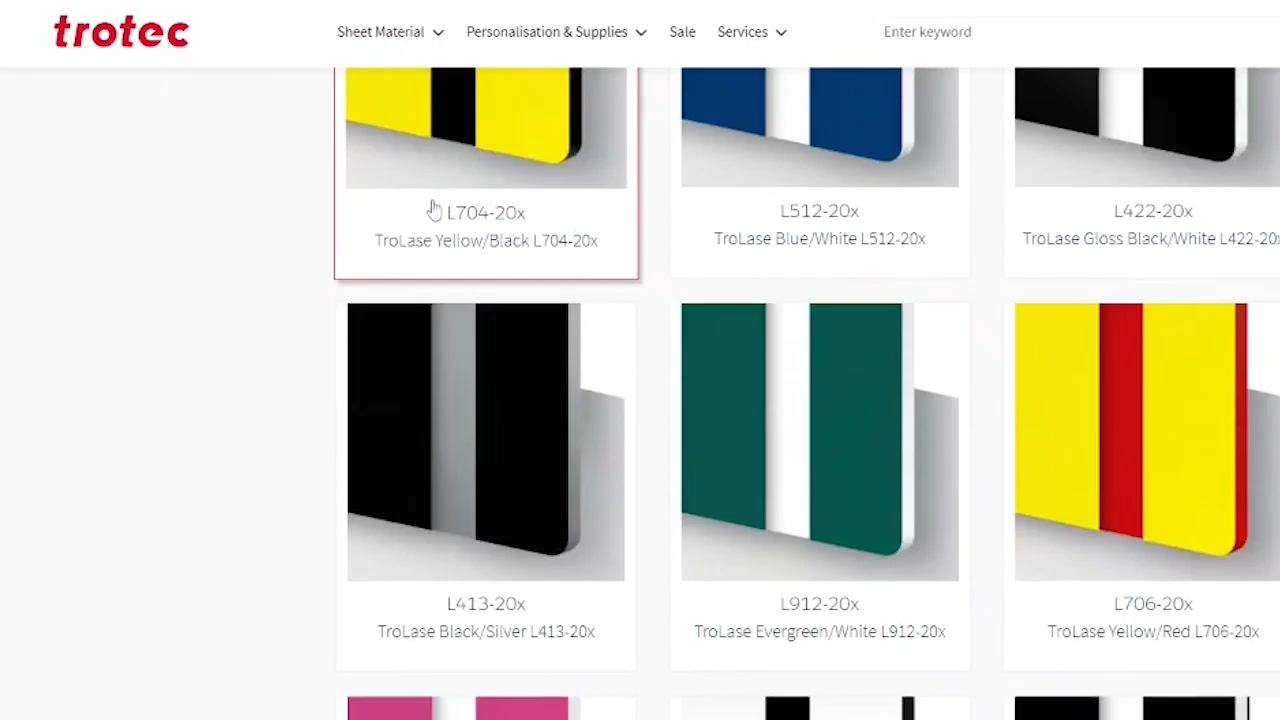 trotec
Sheet Material
Personalisation & Supplies
Sale
Services
Enter keyword
L704-20x
TroLase Yellow/Black L704-20x
L512-20x
TroLase Blue/White L512-20x
L422-20x
TroLase Gloss Black/White L422-20x
L413-20x
TroLase Black/Silver L413-20x
L912-20x
TroLase Evergreen/White L912-20x
L706-20x
TroLase Yellow/Red L706-20x